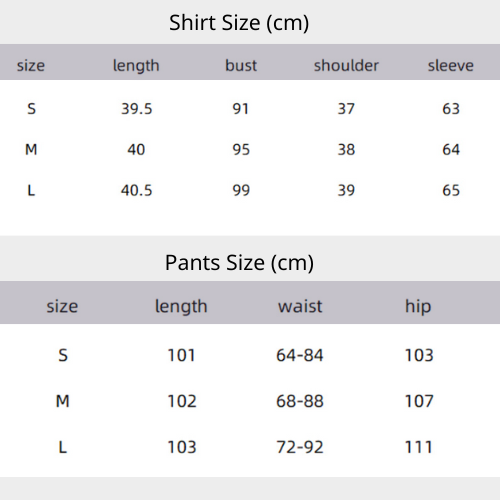 Shirt Size (cm)
size length bust shoulder sleeve
S 39.5 91 37 63
M 40 95 38 64
L 40.5 99 39 65
Pants Size (cm)
size length waist hip
S 101 64-84 103
M 102 68-88 107
L 103 72-92 111